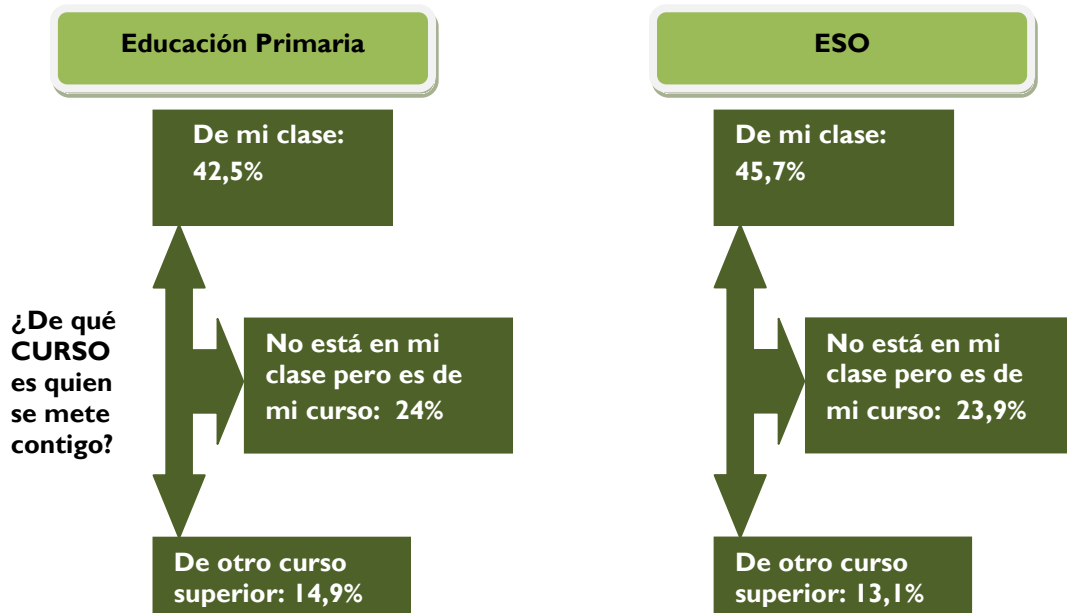 Educación Primaria
ESO
De mi clase:
42,5%
De mi clase:
45,7%
¿De qué
CURSO
es quien
se mete
contigo?
No está en mi
clase pero es de
mi curso: 24%
No está en mi
clase pero es de
mi curso: 23,9%
De otro curso
superior: 14,9%
De otro curso
superior: 13,1%